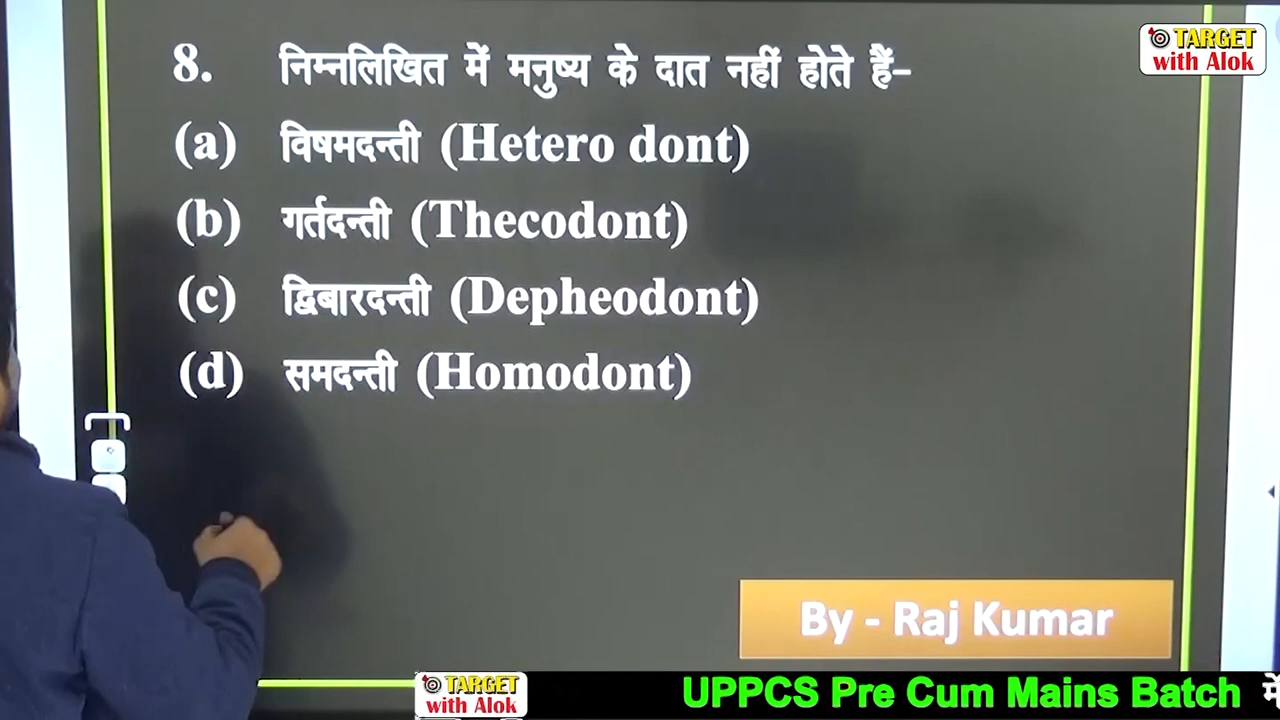 TARGET
with Alok
8. निम्नलिखित में मनुष्य के दात नहीं होते हैं-
(a) विषमदन्ती (Hetero dont)
(b) गर्तदन्ती (Thecodont)
(c) द्विबारदन्ती (Depheodont)
(d) समदन्ती (Homodont)
By - Raj Kumar
TARGET
with Alok
UPPCS Pre Cum Mains Batch में